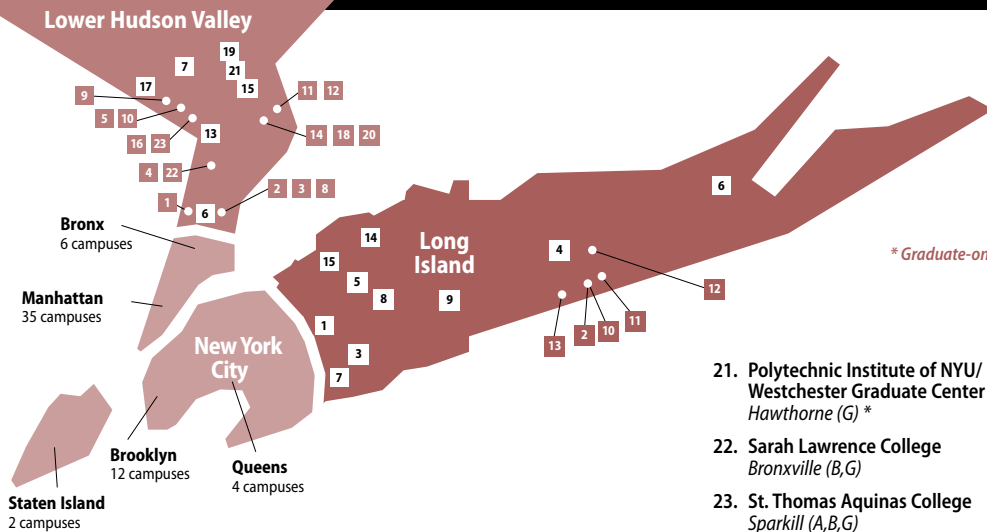 Lower Hudson Valley
19
7
21
17
15
9
11 12
5 10
13
14 18 20
16 23
4 22
2 3 8
1
6
6
Bronx
6 campuses
14
Long
Island
4
15
* Graduate-on
5
12
Manhattan
35 campuses
8
9
11
1
2 10
13
New York
City
3
7
21. Polytechnic Institute of NYU/
Westchester Graduate Center
Hawthorne (G) *
22. Sarah Lawrence College
Bronxville (B,G)
Brooklyn
12 campuses
Queens
4 campuses
23. St. Thomas Aquinas College
Sparkill (A,B,G)
Staten Island
2 campuses